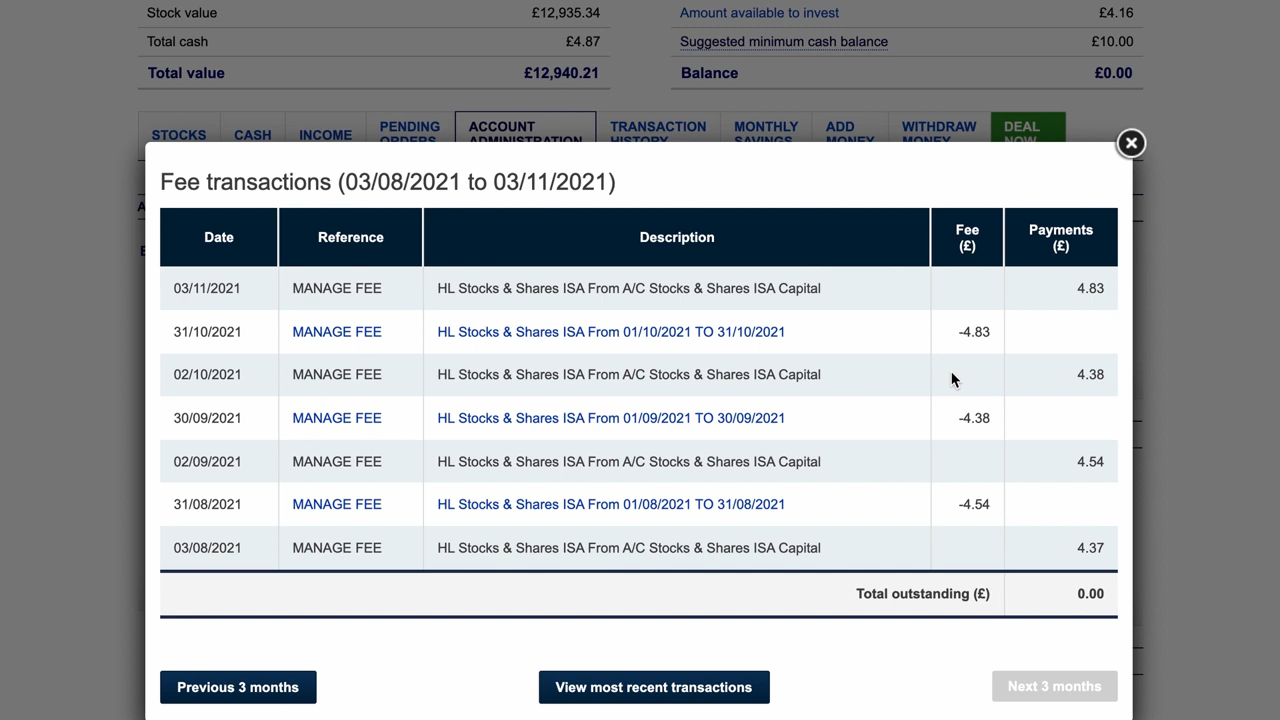 Stock value £12,935.34 Amount available to invest £4.16
Total cash £4.87 Suggested minimum cash balance £10.00
Total value £12,940.21 Balance £0.00
STOCKS CASH INCOME PENDING ORDERS ACCOUNT ADMINISTRATION TRANSACTION HISTORY MONTHLY SAVINGS ADD MONEY WITHDRAW MONEY DEAL NOW
Fee transactions (03/08/2021 to 03/11/2021)
Date Reference Description Fee (£) Payments (£)
03/11/2021 MANAGE FEE HL Stocks & Shares ISA From A/C Stocks & Shares ISA Capital 4.83
31/10/2021 MANAGE FEE HL Stocks & Shares ISA From 01/10/2021 TO 31/10/2021 -4.83
02/10/2021 MANAGE FEE HL Stocks & Shares ISA From A/C Stocks & Shares ISA Capital 4.38
30/09/2021 MANAGE FEE HL Stocks & Shares ISA From 01/09/2021 TO 30/09/2021 -4.38
02/09/2021 MANAGE FEE HL Stocks & Shares ISA From A/C Stocks & Shares ISA Capital 4.54
31/08/2021 MANAGE FEE HL Stocks & Shares ISA From 01/08/2021 TO 31/08/2021 -4.54
03/08/2021 MANAGE FEE HL Stocks & Shares ISA From A/C Stocks & Shares ISA Capital 4.37
Total outstanding (£) 0.00
Previous 3 months View most recent transactions Next 3 months